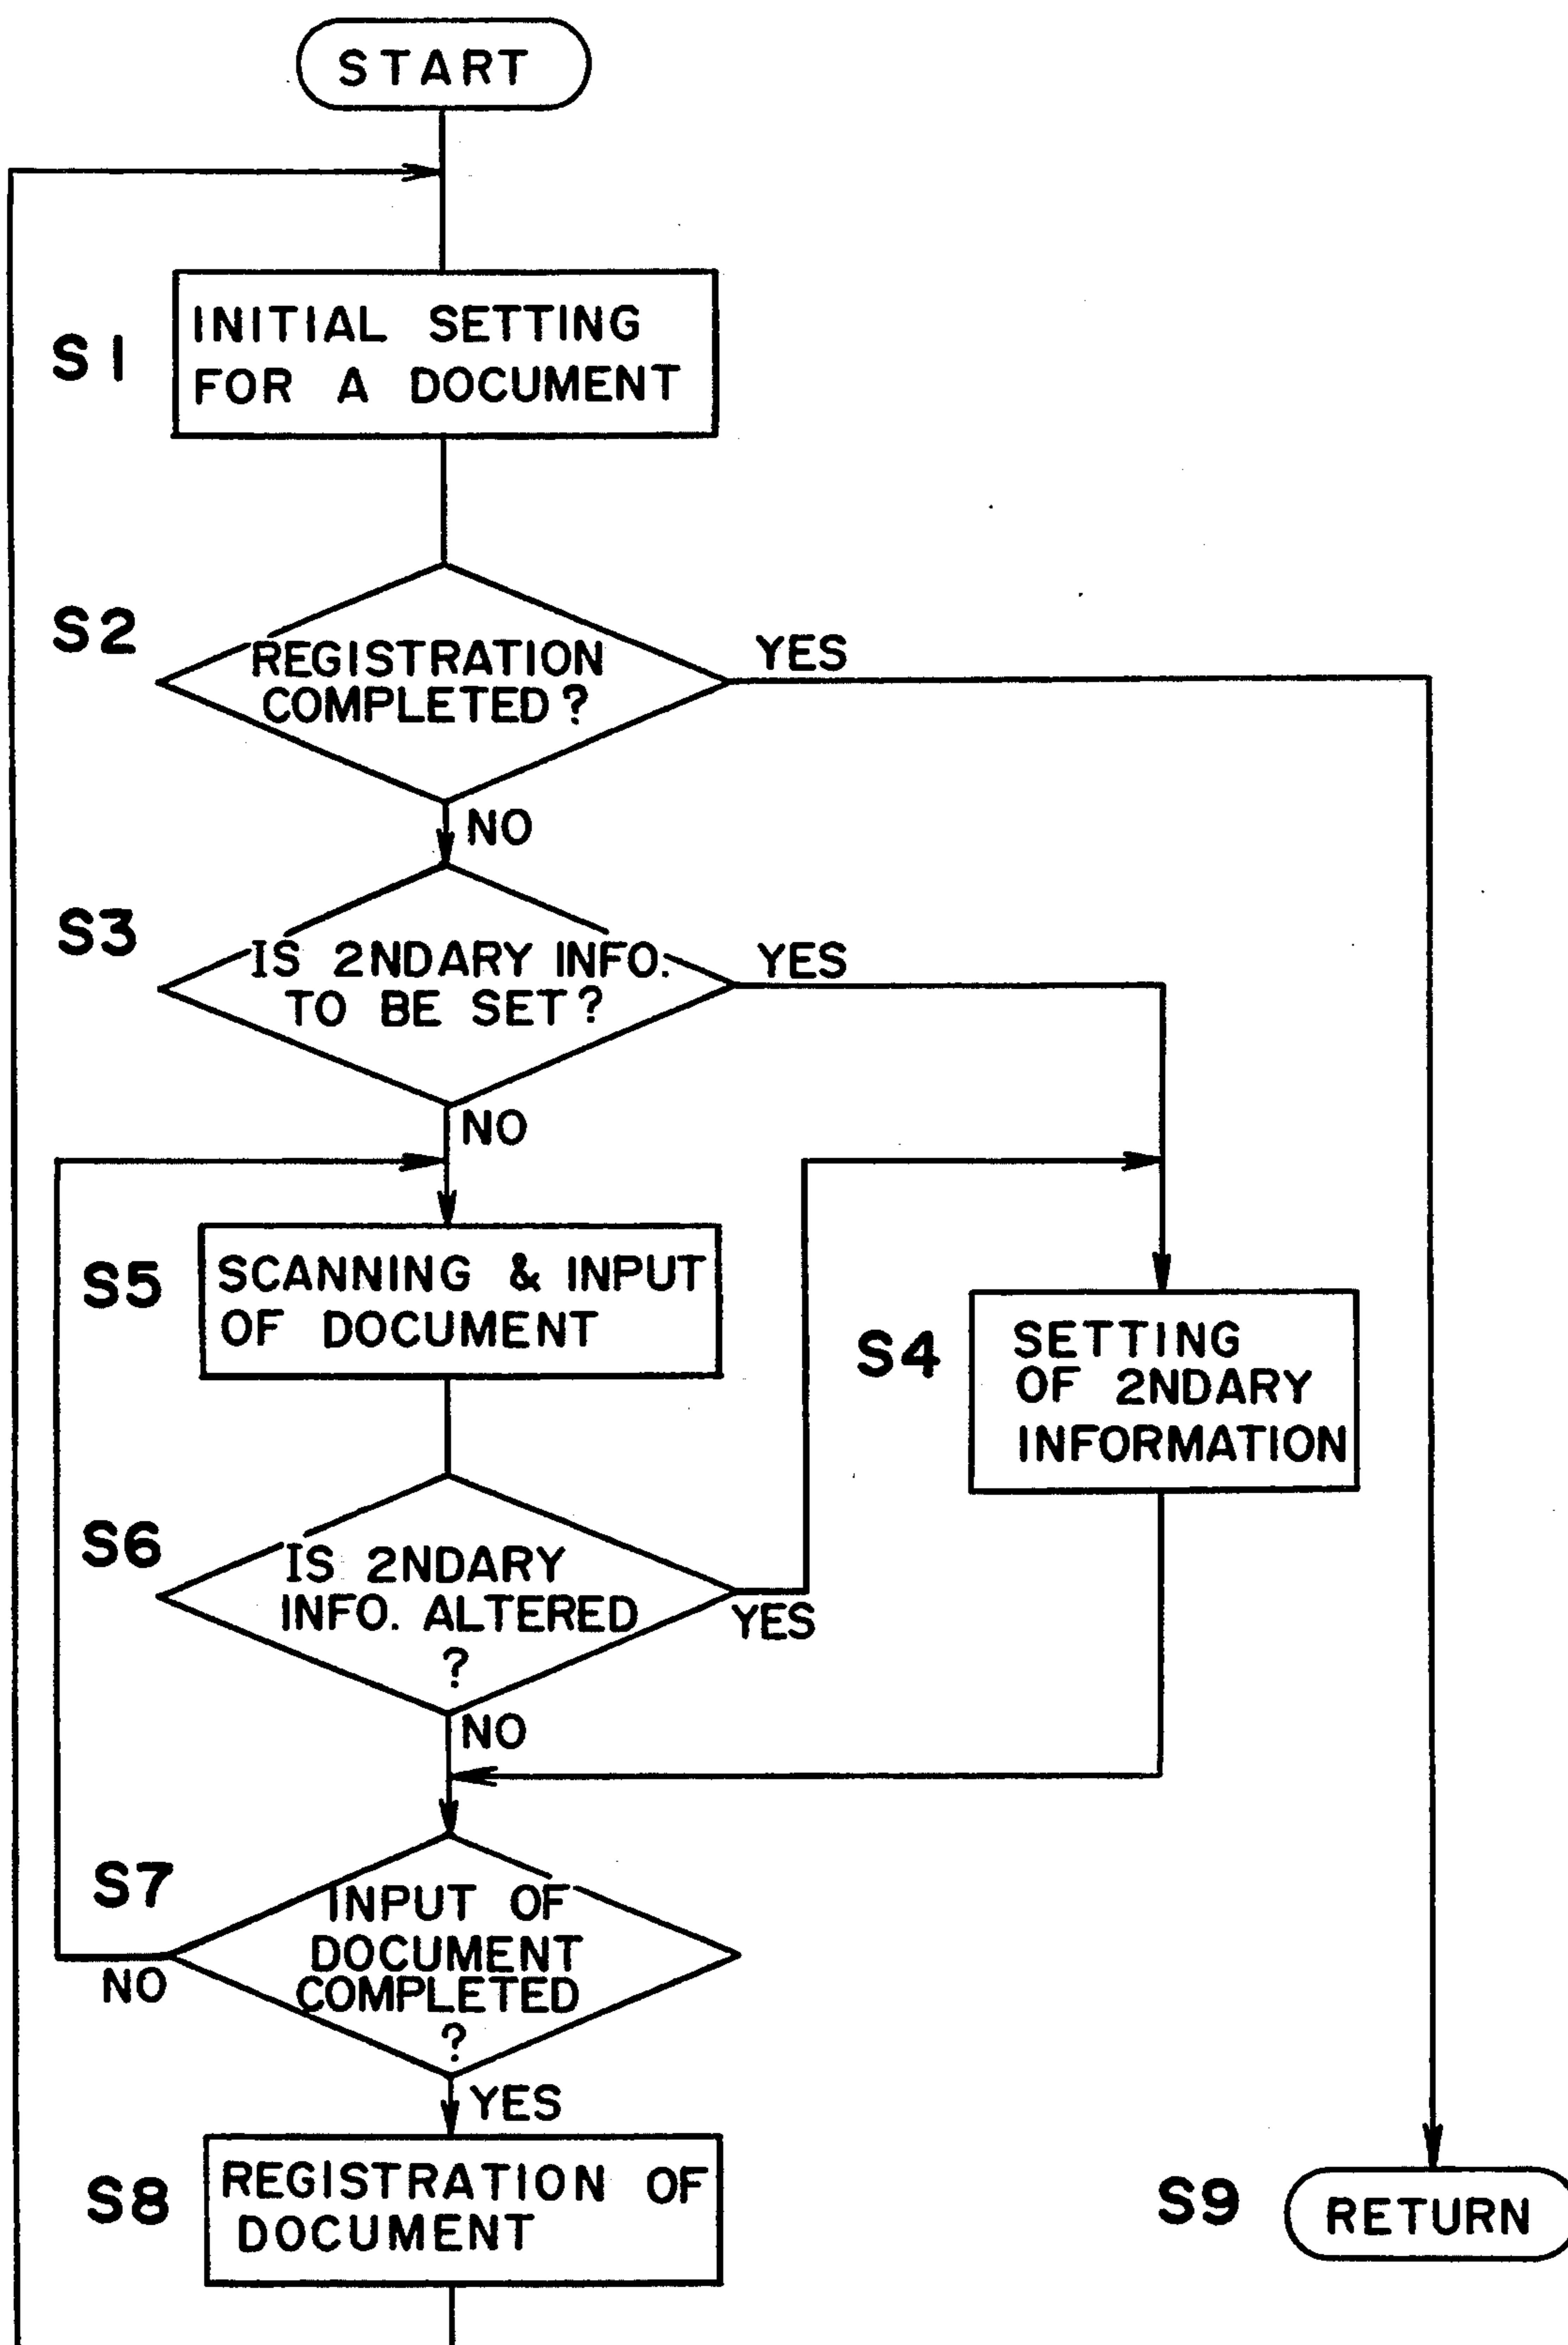 START
S1
INITIAL SETTING
FOR A DOCUMENT
S2
REGISTRATION
COMPLETED?
YES
NO
S3
IS 2NDARY INFO.
TO BE SET?
YES
NO
S5
SCANNING & INPUT
OF DOCUMENT
S4
SETTING
OF 2NDARY
INFORMATION
S6
IS 2NDARY
INFO. ALTERED
?
YES
NO
S7
INPUT OF
DOCUMENT
COMPLETED
?
NO
YES
S8
REGISTRATION OF
DOCUMENT
S9
RETURN